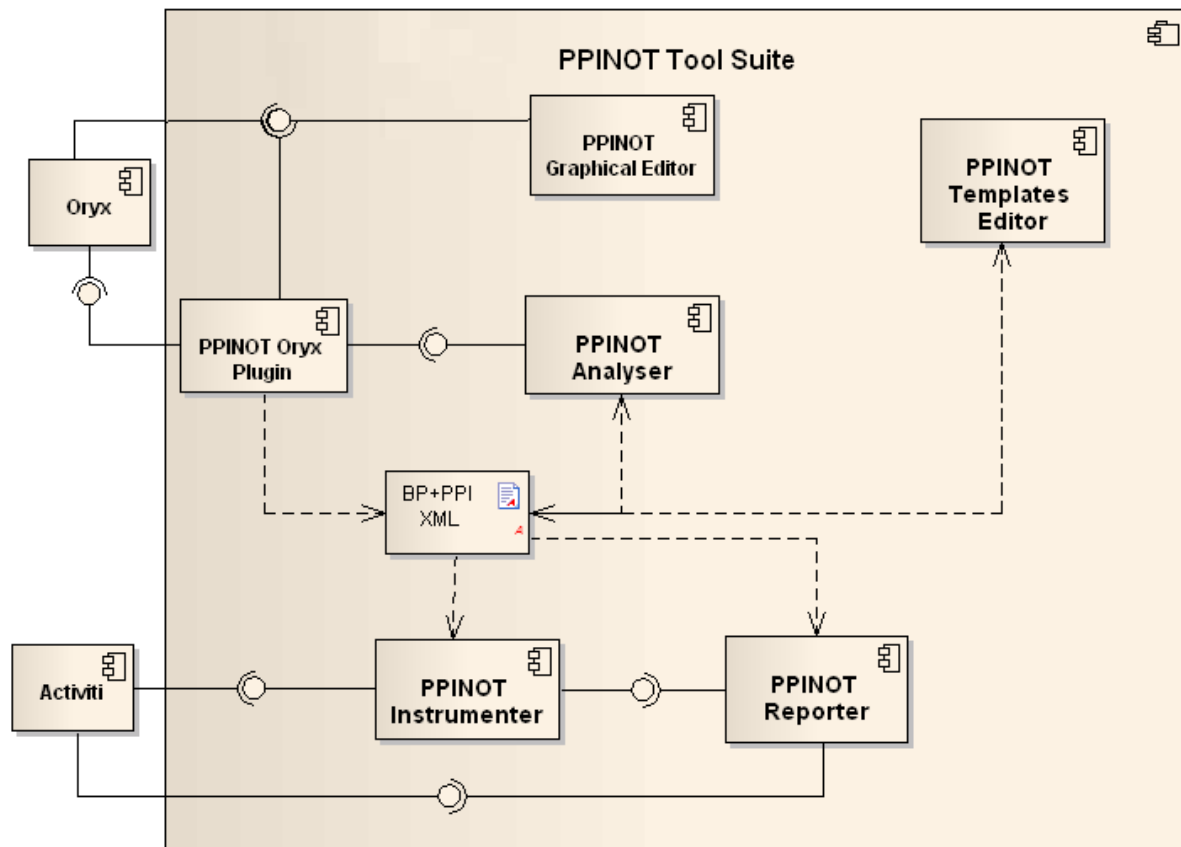 PPINOT Tool Suite
PPINOT
Graphical Editor
PPINOT
Templates
Editor
Oryx
PPINOT Oryx
Plugin
PPINOT
Analyser
BP+PPI
XML
Activiti
PPINOT
Instrumenter
PPINOT
Reporter